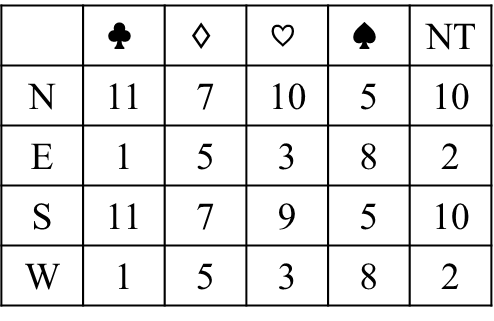 ♣ ♢ ♡ ♠ NT
N 11 7 10 5 10
E 1 5 3 8 2
S 11 7 9 5 10
W 1 5 3 8 2